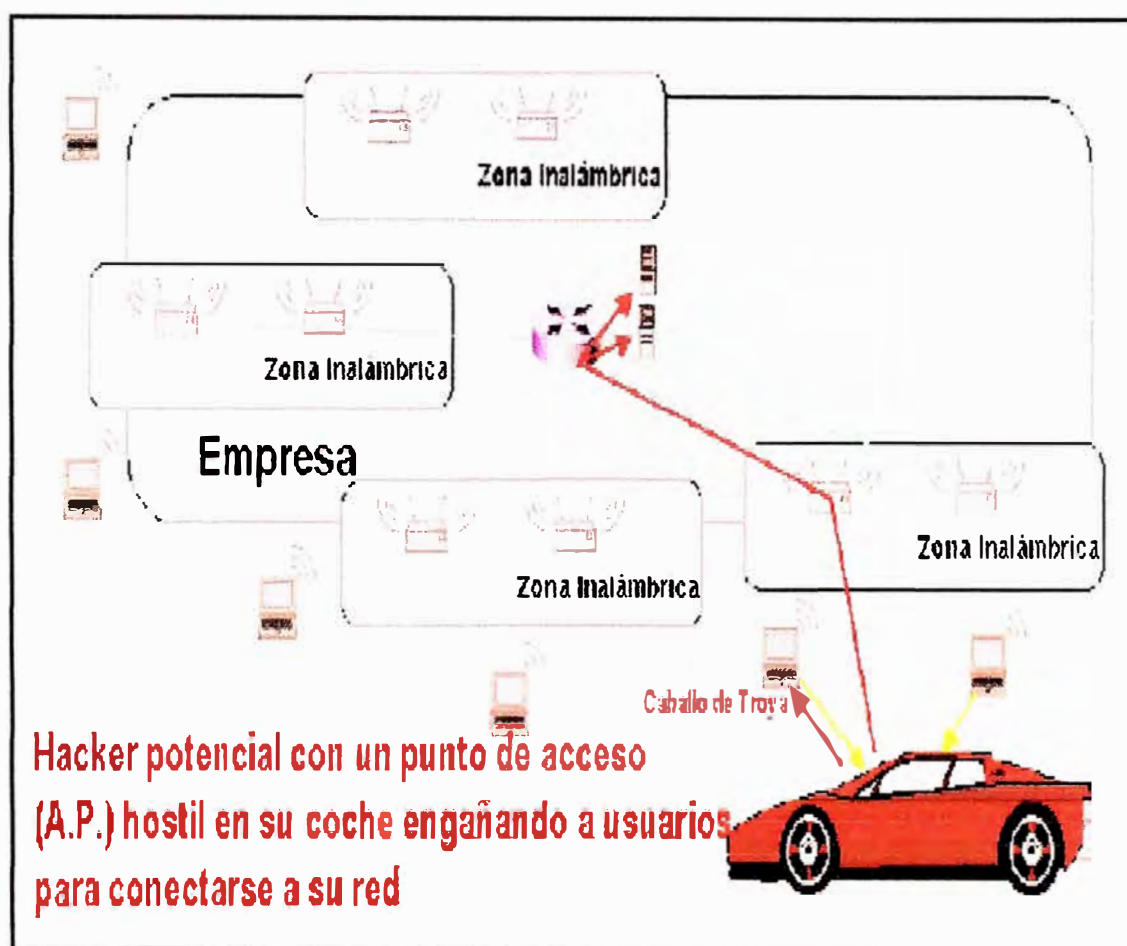 Zona Inalámbrica
Zona Inalámbrica
Empresa
Zona Inalámbrica
Zona Inalámbrica
Caballo de Troya
Hacker potencial con un punto de acceso
(A.P.) hostil en su coche engañando a usuarios
para conectarse a su red